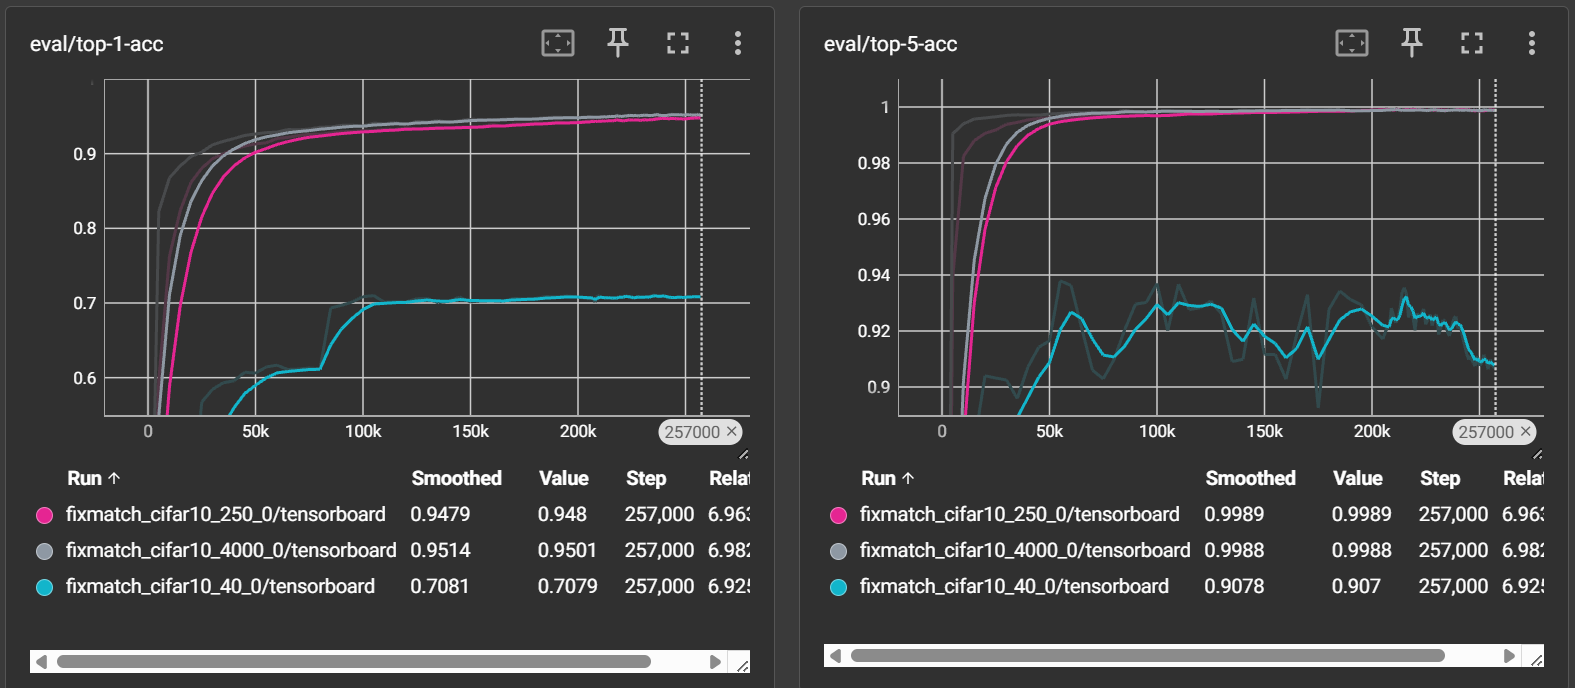 eval/top-1-acc
0.9
0.8
0.7
0.6
0 50k 100k 150k 200k 257000 ×
Run ↑ Smoothed Value Step Relat
fixmatch_cifar10_250_0/tensorboard 0.9479 0.948 257,000 6.963
fixmatch_cifar10_4000_0/tensorboard 0.9514 0.9501 257,000 6.982
fixmatch_cifar10_40_0/tensorboard 0.7081 0.7079 257,000 6.925
eval/top-5-acc
1
0.98
0.96
0.94
0.92
0.9
0 50k 100k 150k 200k 257000 ×
Run ↑ Smoothed Value Step Relat
fixmatch_cifar10_250_0/tensorboard 0.9989 0.9989 257,000 6.963
fixmatch_cifar10_4000_0/tensorboard 0.9988 0.9988 257,000 6.982
fixmatch_cifar10_40_0/tensorboard 0.9078 0.907 257,000 6.925